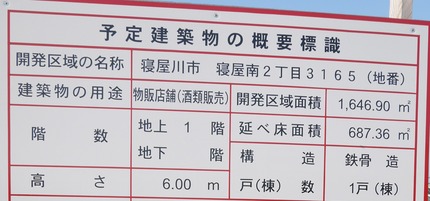 予定建築物の概要標識
開発区域の名称 寝屋川市 寝屋南2丁目3165(地番)
建築物の用途 物販店舗(酒類販売) 開発区域面積 1,646.90 ㎡
階数 地上 1 階 延べ床面積 687.36 ㎡
地下 階 構造 鉄骨 造
高さ 6.00 m 戸(棟)数 1戸(棟)